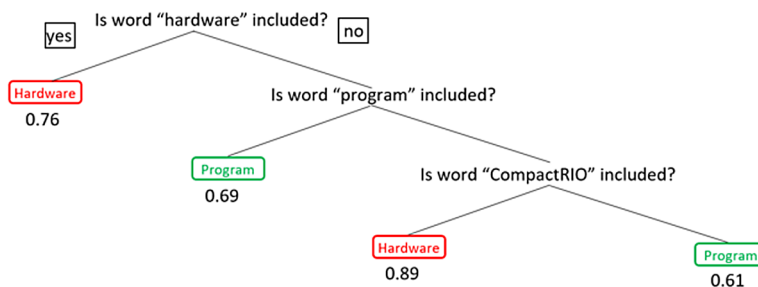 Is word “hardware” included?
yes
no
Hardware
0.76
Is word “program” included?
Program
0.69
Is word “CompactRIO” included?
Hardware
0.89
Program
0.61